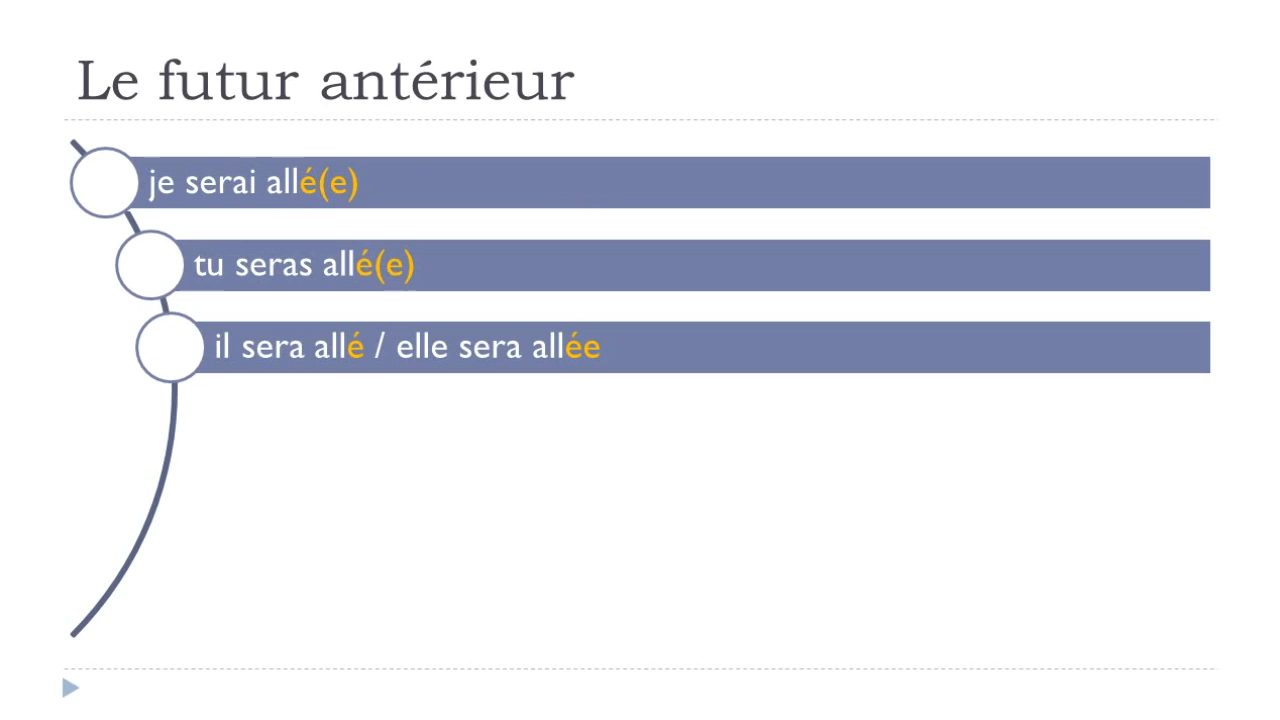 Le futur antérieur
je serai allé(e)
tu seras allé(e)
il sera allé / elle sera allée